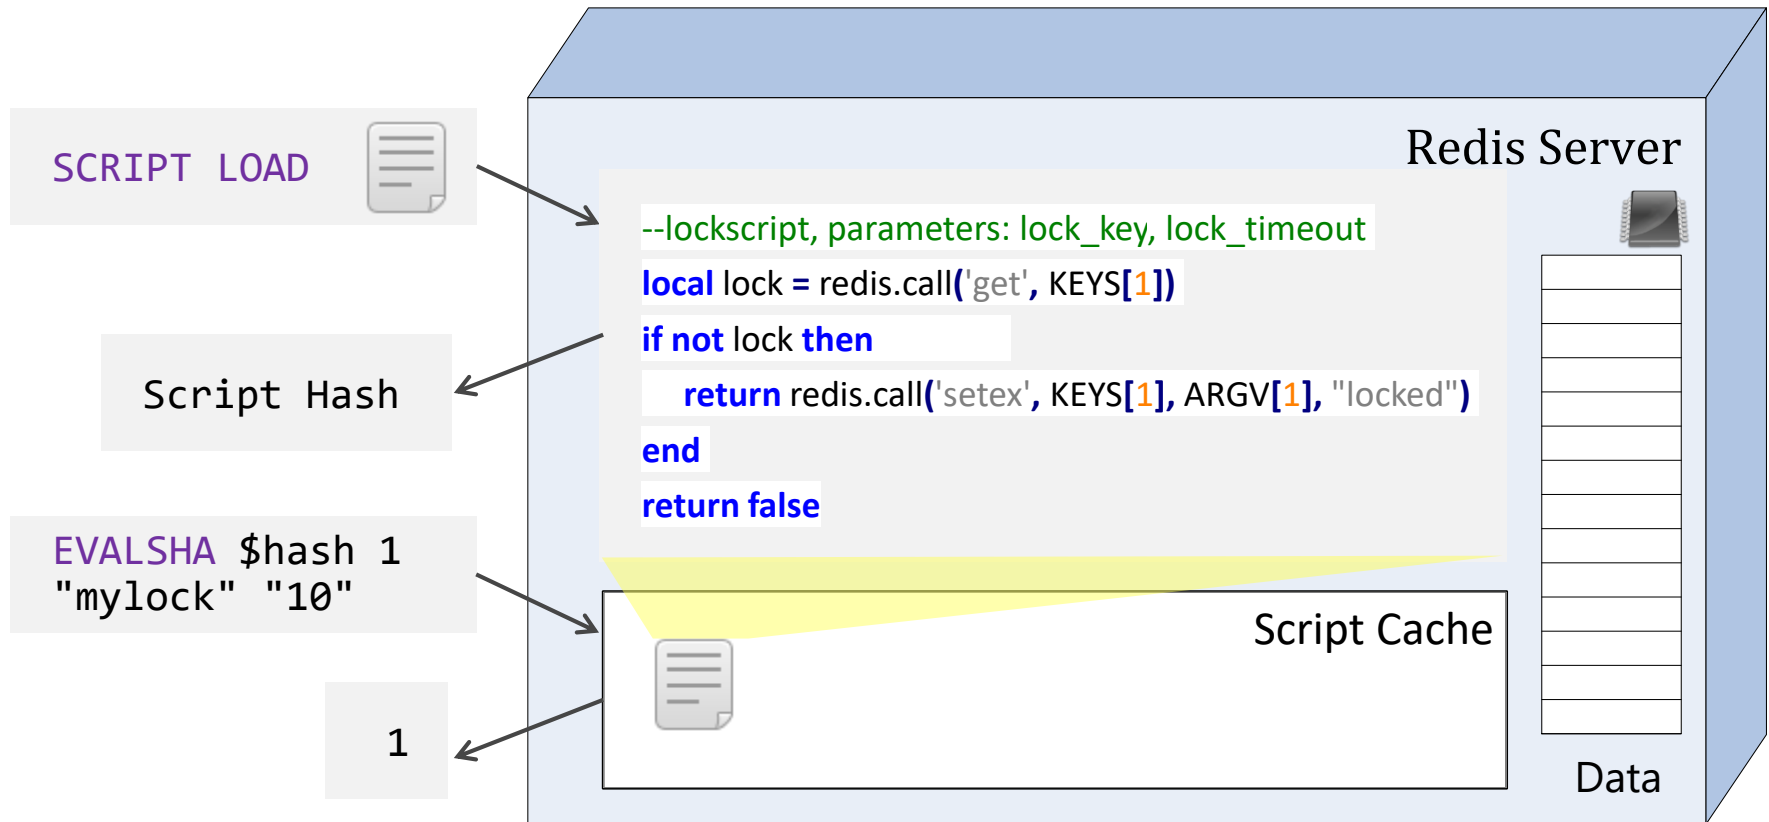 SCRIPT LOAD
Redis Server
--lockscript, parameters: lock_key, lock_timeout
local lock = redis.call('get', KEYS[1])
if not lock then
return redis.call('setex', KEYS[1], ARGV[1], "locked")
end
return false
Script Hash
EVALSHA $hash 1
"mylock" "10"
Script Cache
1
Data